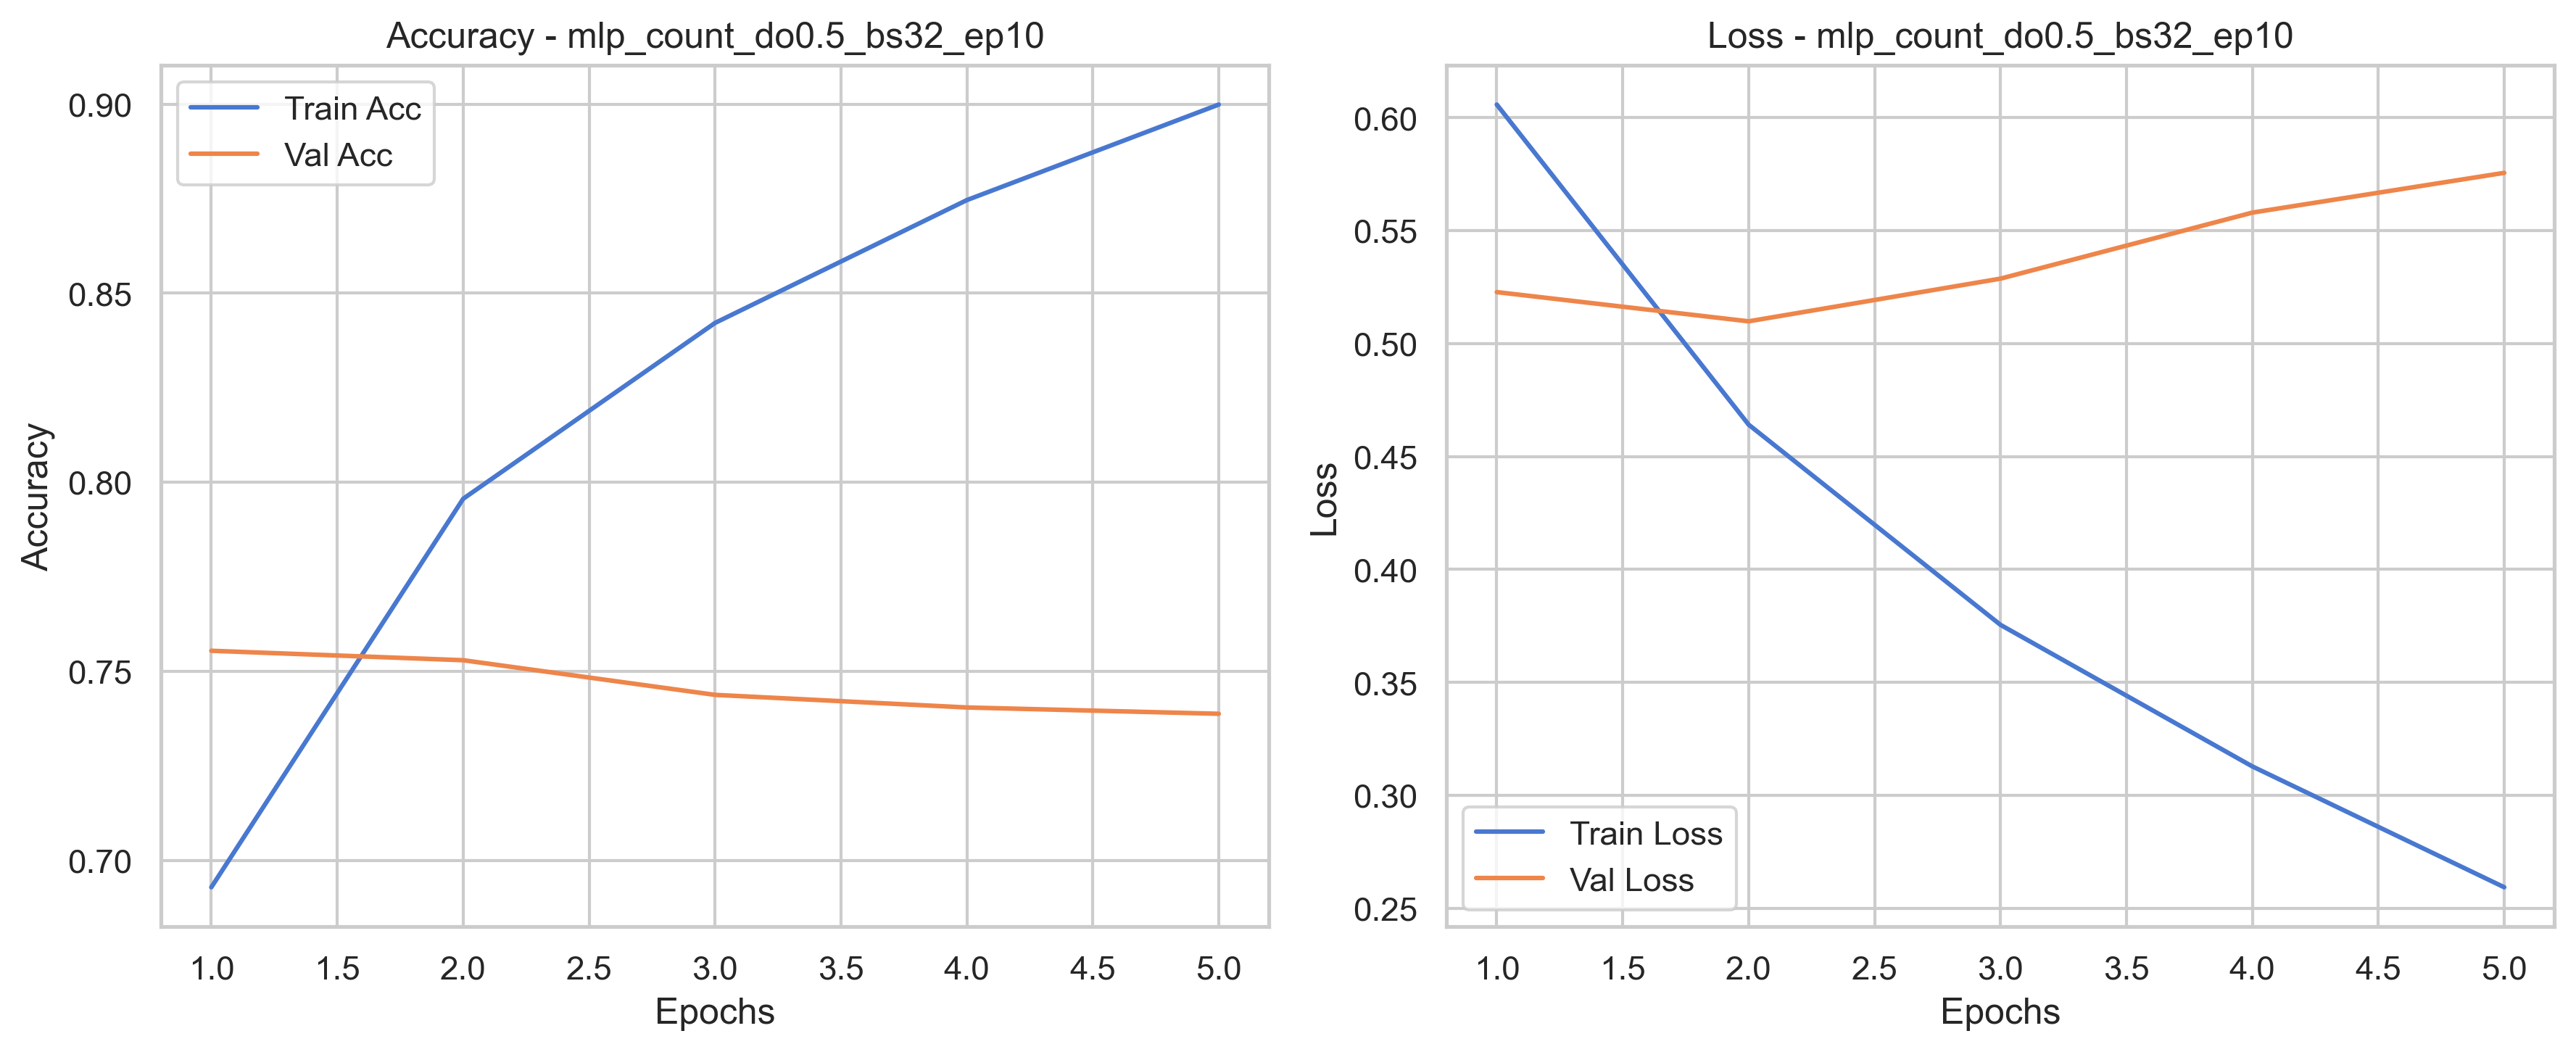 Accuracy - mlp_count_do0.5_bs32_ep10
Train Acc
Val Acc
0.90
0.85
0.80
0.75
0.70
Accuracy
1.0 1.5 2.0 2.5 3.0 3.5 4.0 4.5 5.0
Epochs
Loss - mlp_count_do0.5_bs32_ep10
0.60
0.55
0.50
0.45
0.40
0.35
0.30
0.25
Loss
Train Loss
Val Loss
1.0 1.5 2.0 2.5 3.0 3.5 4.0 4.5 5.0
Epochs